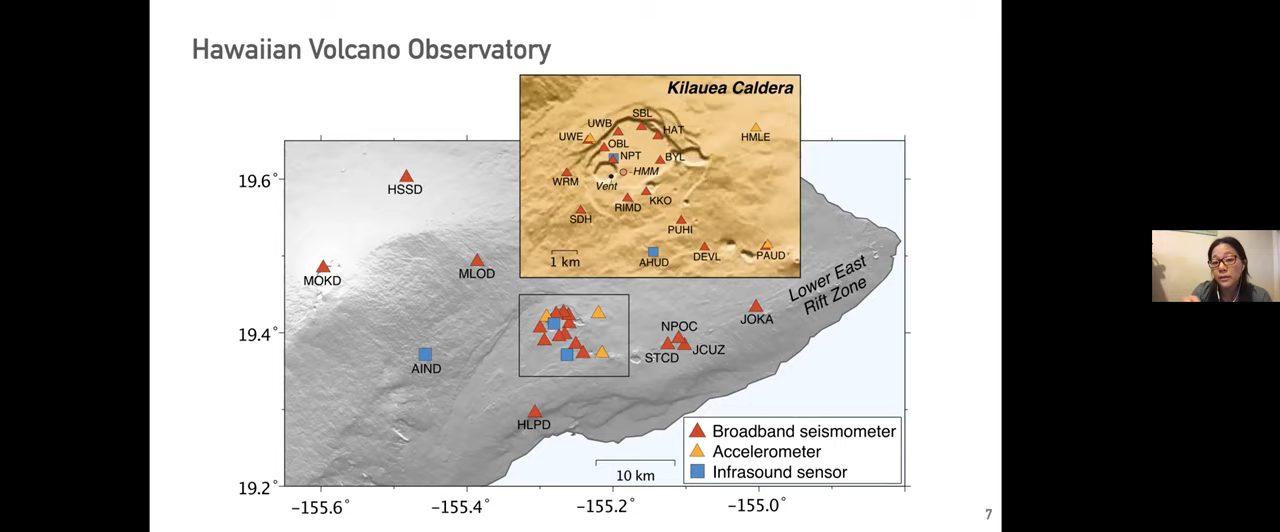 Hawaiian Volcano Observatory
Kilauea Caldera
SBL
UWB
HAT
HMLE
UWE
OBL
NPT
BYL
HMM
WRM
Vent
KKO
RIMD
SDH
PUHI
1 km
AHUD
DEVL
PAUD
19.6°
HSSD
MLOD
MOKD
Lower East
Rift Zone
JOKA
NPOC
19.4°
STCD
JCUZ
AIND
HLPD
Broadband seismometer
Accelerometer
Infrasound sensor
10 km
19.2°
−155.6°
−155.4°
−155.2°
−155.0°
7